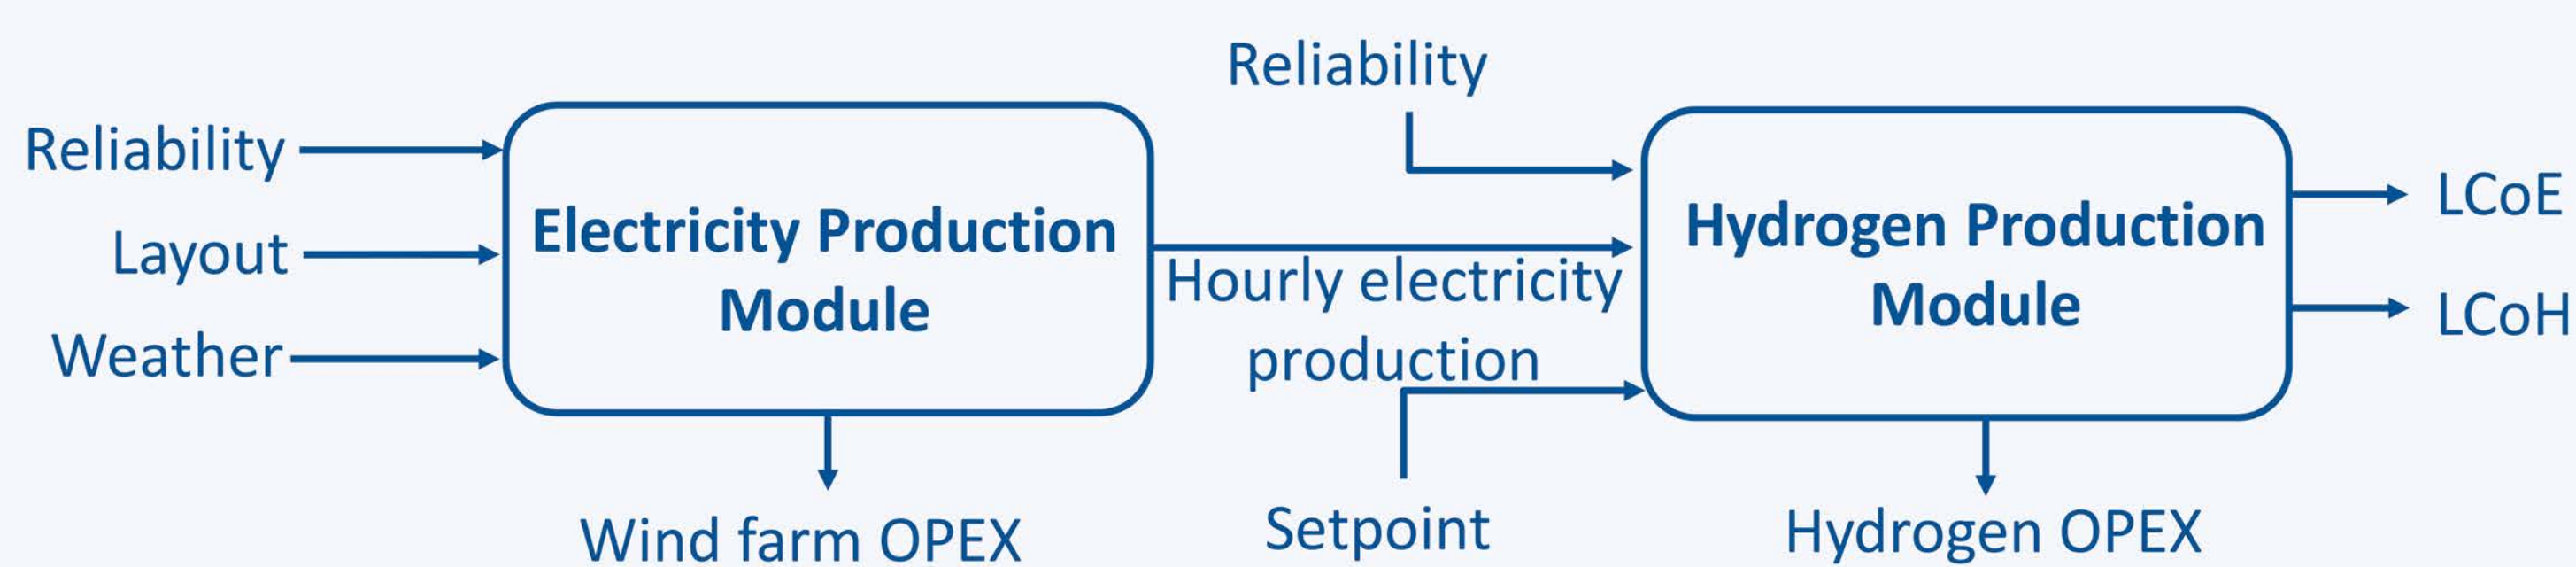 Reliability
Layout
Weather
Electricity Production
Module
Wind farm OPEX
Reliability
Hourly electricity
production
Setpoint
Hydrogen Production
Module
Hydrogen OPEX
LCoE
LCoH